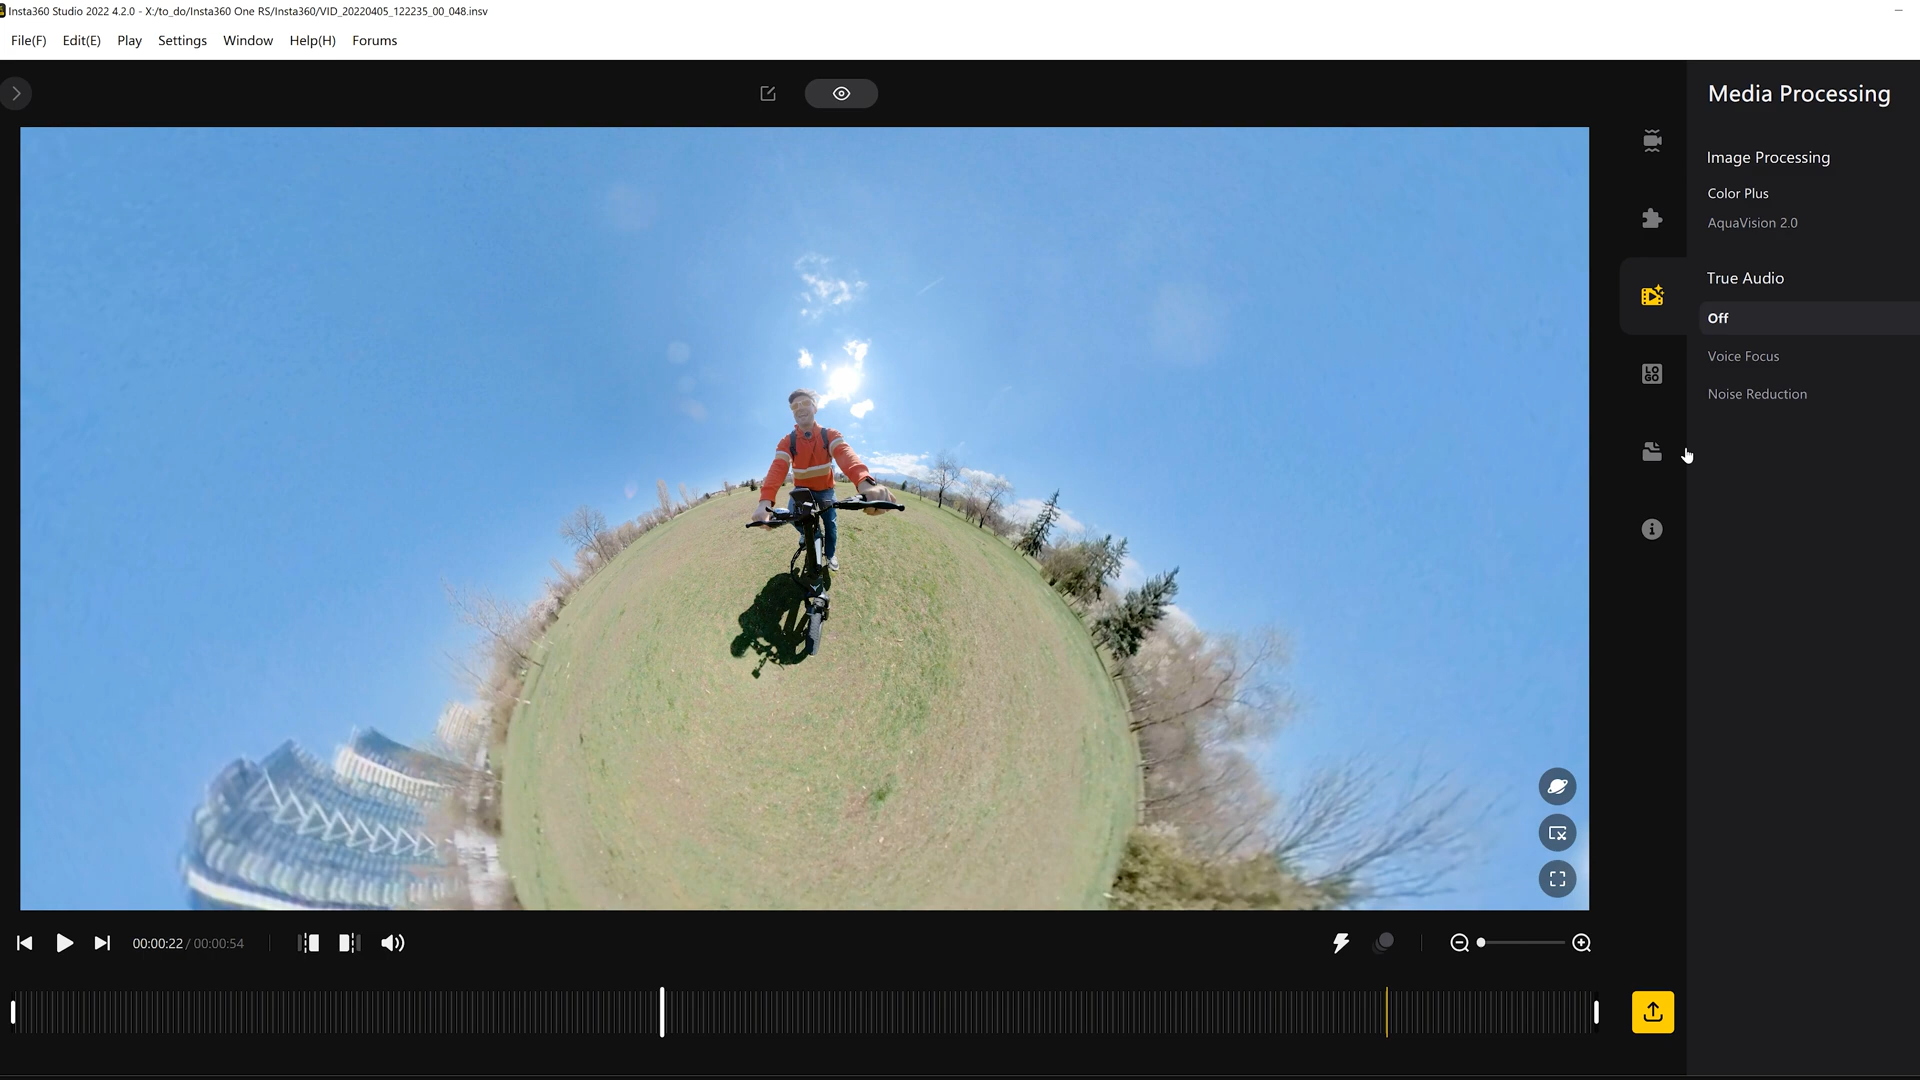 Insta360 Studio 2022 4.2.0 - X:/to_do/Insta360 One RS/Insta360/VID_20220405_122235_00_048.insv
File(F) Edit(E) Play Settings Window Help(H) Forums
Media Processing
Image Processing
Color Plus
AquaVision 2.0
True Audio
Off
Voice Focus
LOGO
Noise Reduction
00:00:22 / 00:00:54